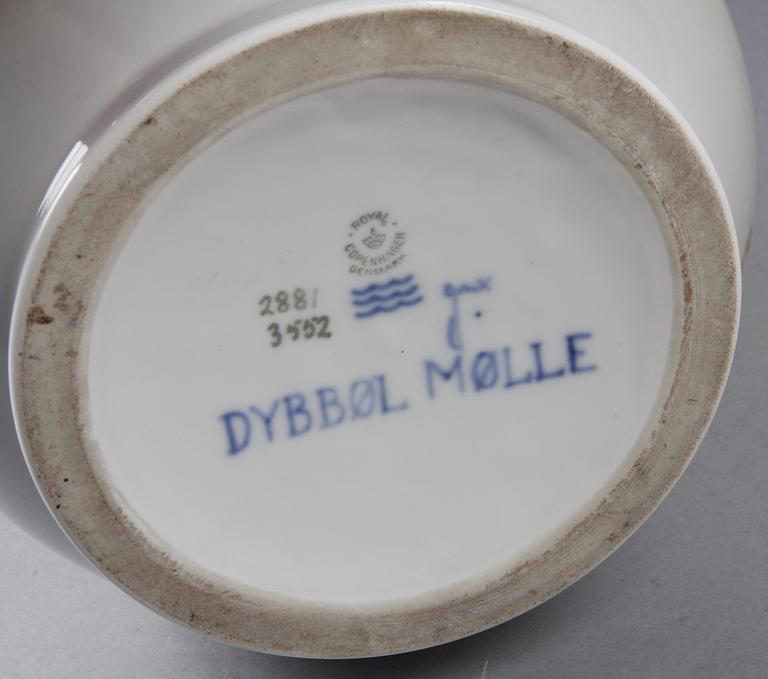 ROYAL
COPENHAGEN
DENMARK
2881
3552
DYBBØL MØLLE